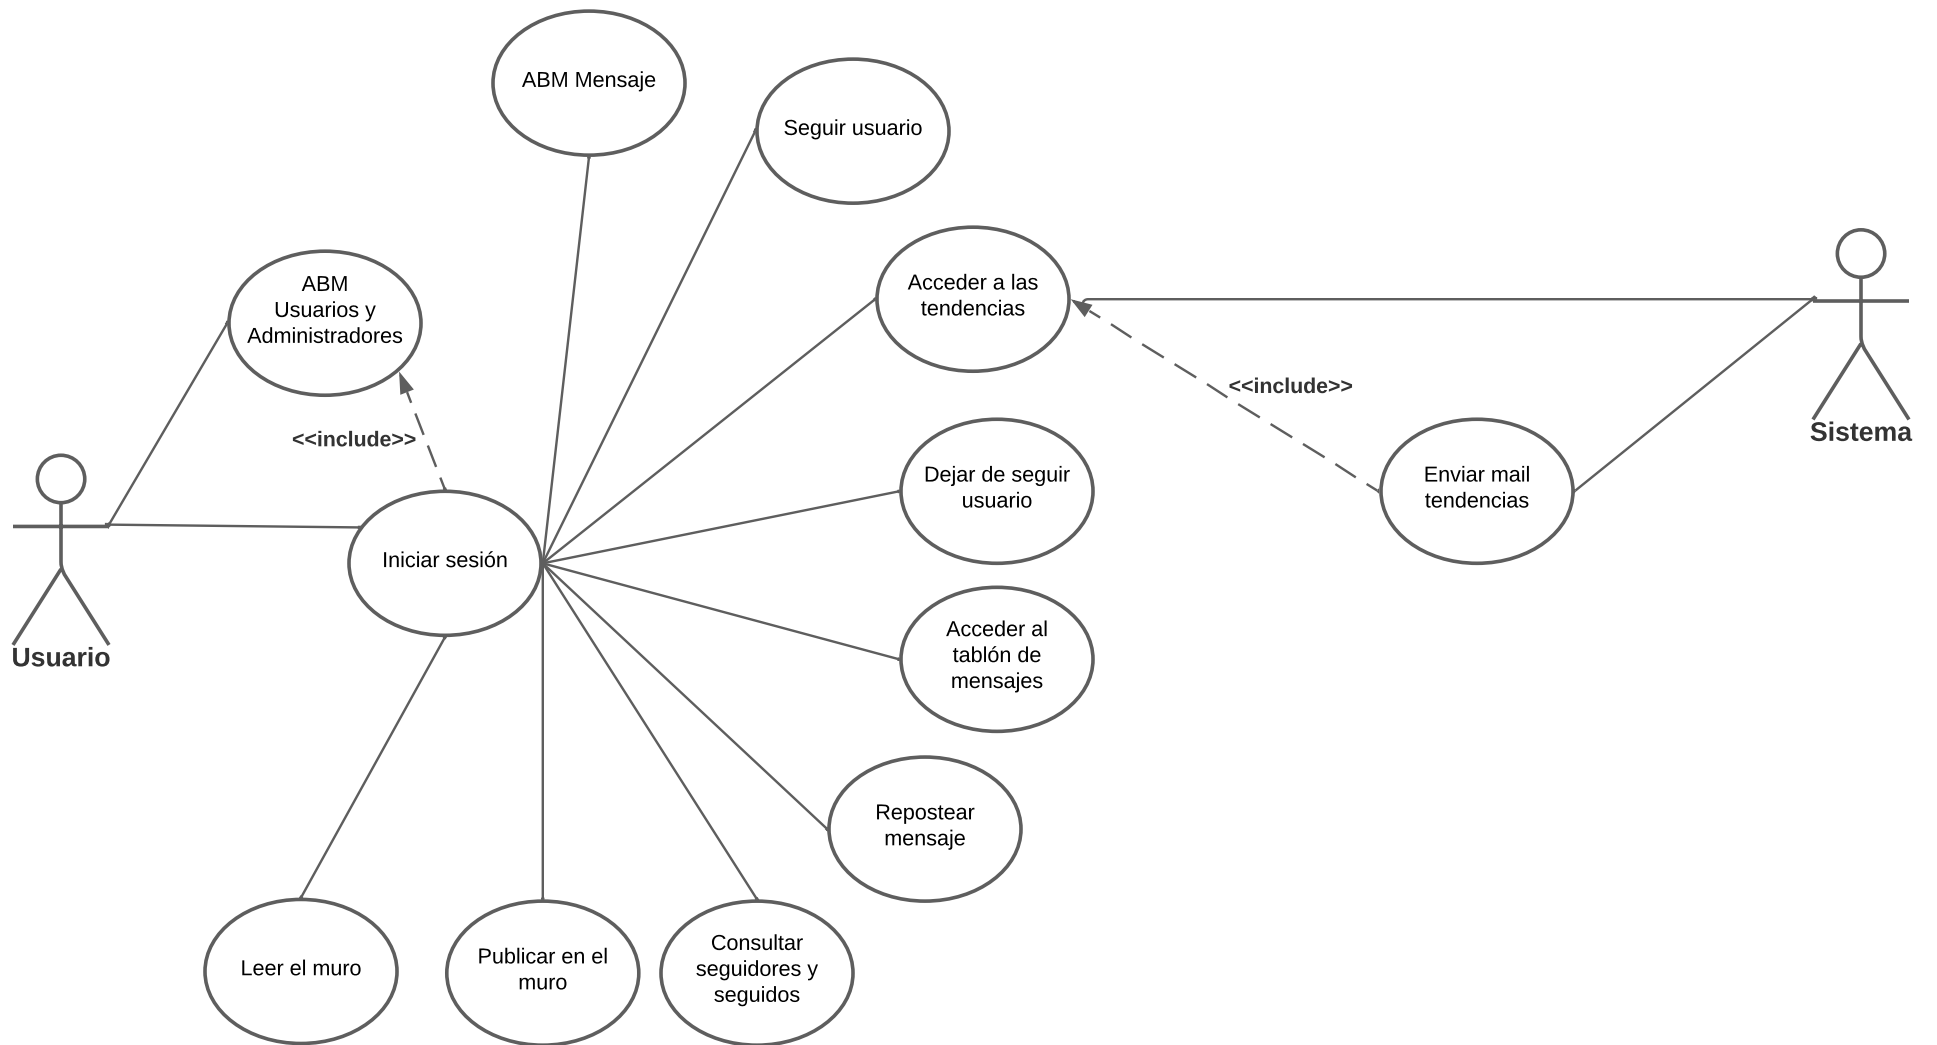 ABM Mensaje
Seguir usuario
ABM
Usuarios y
Administradores
Acceder a las
tendencias
<<include>>
<<include>>
Sistema
Dejar de seguir
usuario
Enviar mail
tendencias
Iniciar sesión
Usuario
Acceder al
tablón de
mensajes
Repostear
mensaje
Leer el muro
Publicar en el
muro
Consultar
seguidores y
seguidos